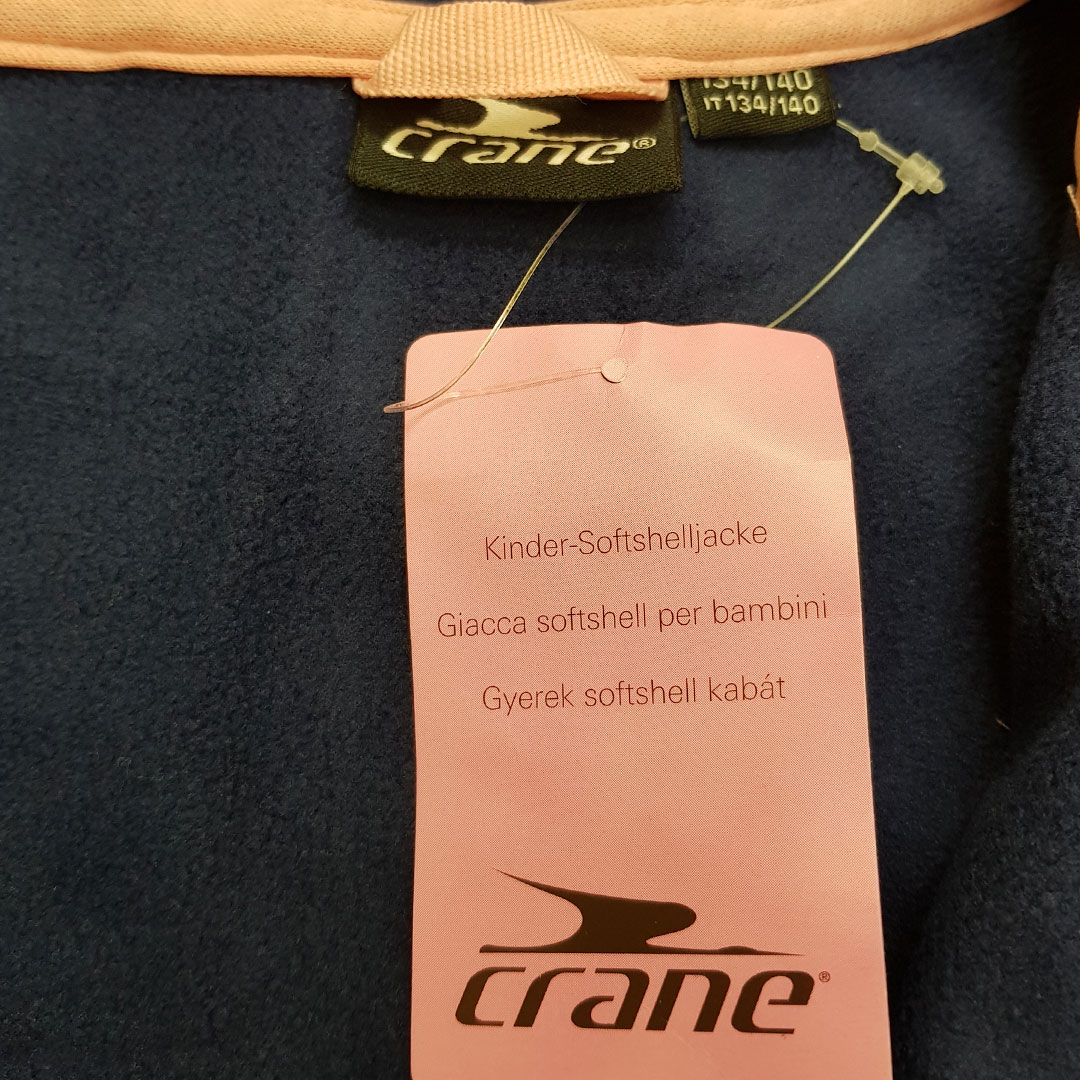 crane®
134/140
IT 134/140
Kinder-Softshelljacke
Giacca softshell per bambini
Gyerek softshell kabát
crane®